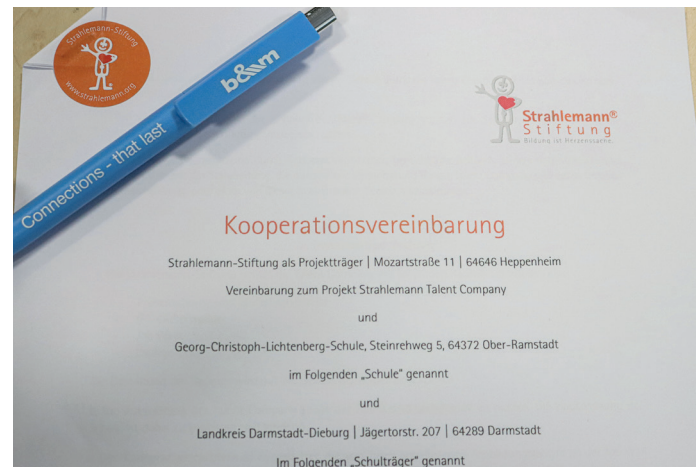 Strahlemann-Stiftung
www.strahlemann.org
b&m
Connections - that last
Strahlemann®
Stiftung
Bildung ist Herzenssache.
Kooperationsvereinbarung
Strahlemann-Stiftung als Projektträger | Mozartstraße 11 | 64646 Heppenheim
Vereinbarung zum Projekt Strahlemann Talent Company
und
Georg-Christoph-Lichtenberg-Schule, Steinrehweg 5, 64372 Ober-Ramstadt
im Folgenden „Schule" genannt
und
Landkreis Darmstadt-Dieburg | Jägertorstr. 207 | 64289 Darmstadt
Im Folgenden „Schulträger" genannt